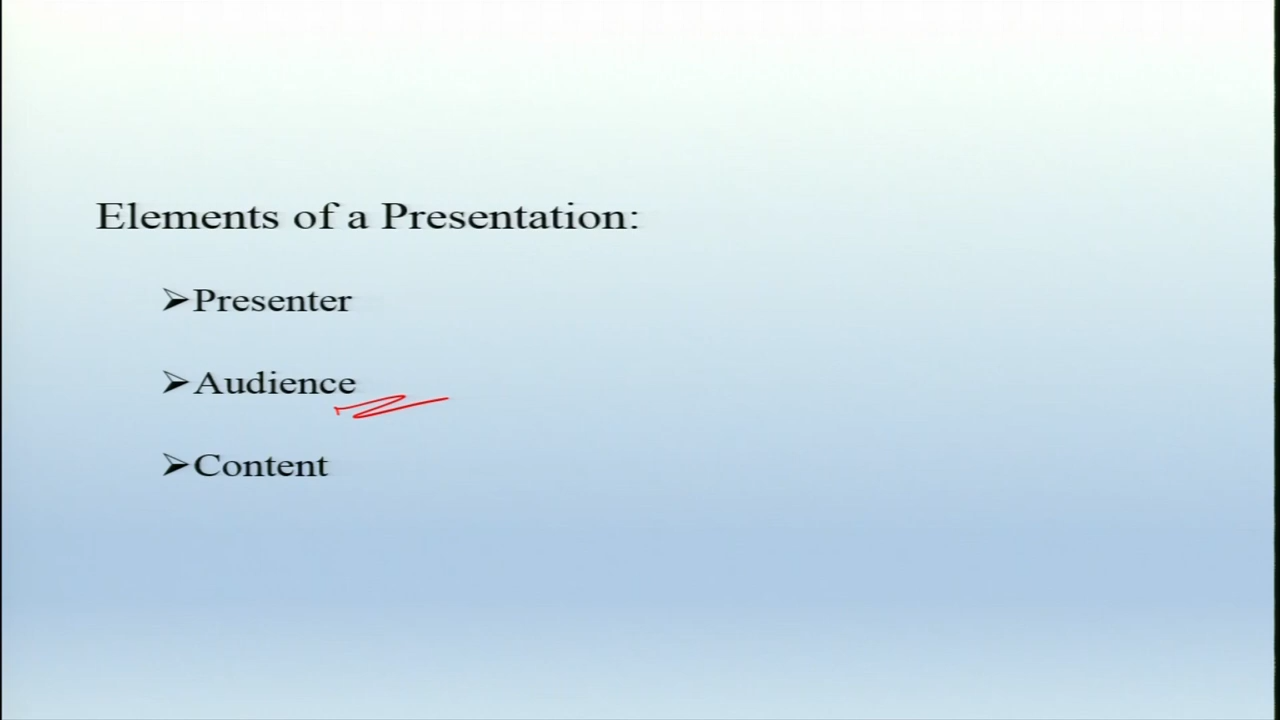 Elements of a Presentation:
➢Presenter
➢Audience
➢Content